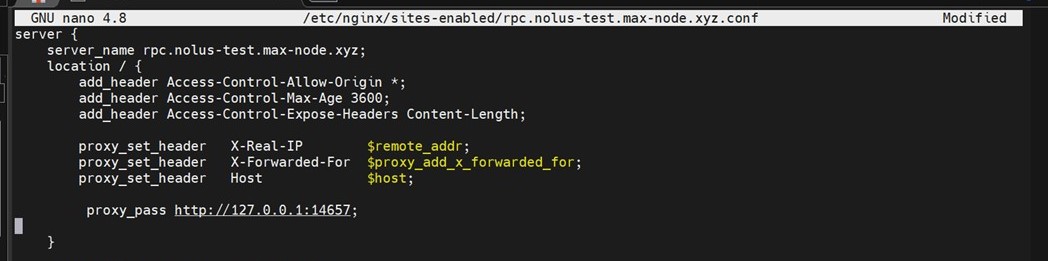 GNU nano 4.8 /etc/nginx/sites-enabled/rpc.nolus-test.max-node.xyz.conf Modified
server {
server_name rpc.nolus-test.max-node.xyz;
location / {
add_header Access-Control-Allow-Origin *;
add_header Access-Control-Max-Age 3600;
add_header Access-Control-Expose-Headers Content-Length;
proxy_set_header X-Real-IP $remote_addr;
proxy_set_header X-Forwarded-For $proxy_add_x_forwarded_for;
proxy_set_header Host $host;
proxy_pass http://127.0.0.1:14657;
}